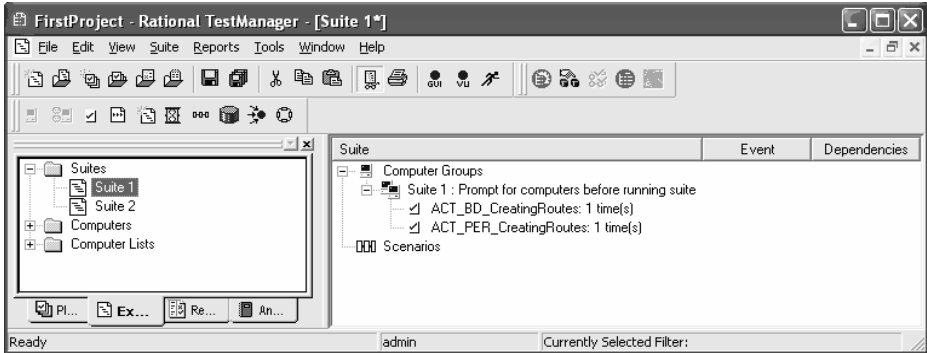 FirstProject - Rational TestManager - [Suite 1*]
File Edit View Suite Reports Tools Window Help
GUI VU
Suites
Suite 1
Suite 2
Computers
Computer Lists
Pl... Ex... Re... An...
Suite Event Dependencies
Computer Groups
Suite 1 : Prompt for computers before running suite
ACT_BD_CreatingRoutes: 1 time(s)
ACT_PER_CreatingRoutes: 1 time(s)
Scenarios
Ready admin Currently Selected Filter: